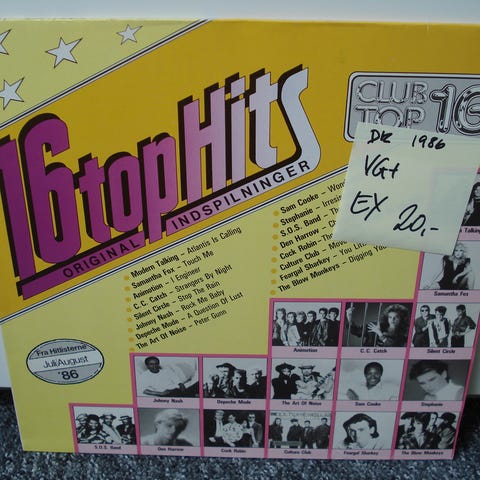 16 top Hits
ORIGINAL INDSPILNINGER
CLUB
TOP 16
DK 1986
VG+
EX 20,-
Modern Talking – Atlantis Is Calling
Samantha Fox – Touch Me
Animotion – I Engineer
C.C. Catch – Strangers By Night
Silent Circle – Stop The Rain
Johnny Nash – Rock Me Baby
Depeche Mode – A Question Of Lust
The Art Of Noise – Peter Gunn
Sam Cooke –
Stephanie –
S.O.S. Band – The
Den Harrow –
Cock Robin –
Culture Club –
Feargal Sharkey – You
The Blow Monkeys – Digging
Fra Hitlisterne
Juli/August
'86
Samantha Fox
Animotion
C.C. Catch
Silent Circle
Johnny Nash
Depeche Mode
The Art Of Noise
Sam Cooke
Stephanie
S.O.S. Band
Den Harrow
Cock Robin
Culture Club
Feargal Sharkey
The Blow Monkeys